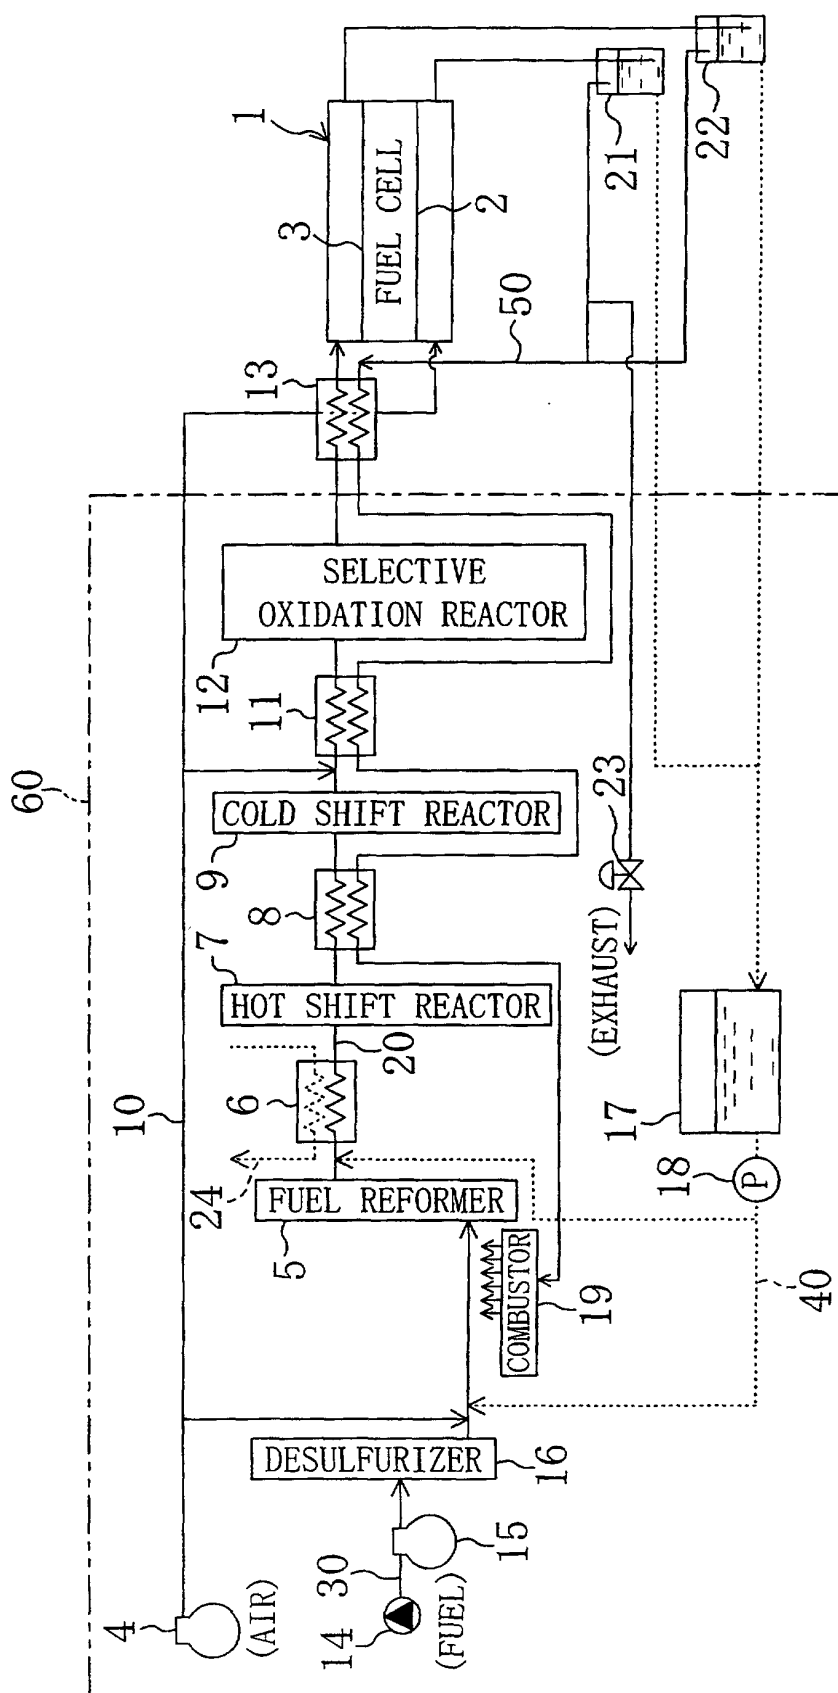 60
10
4
(AIR)
14
30
(FUEL)
15
DESULFURIZER
16
FUEL REFORMER
5
24
6
20
COMBUSTOR
19
40
HOT SHIFT REACTOR
7
8
COLD SHIFT REACTOR
9
11
SELECTIVE
OXIDATION REACTOR
12
13
1
3
FUEL CELL
2
50
21
22
23
(EXHAUST)
17
18
P